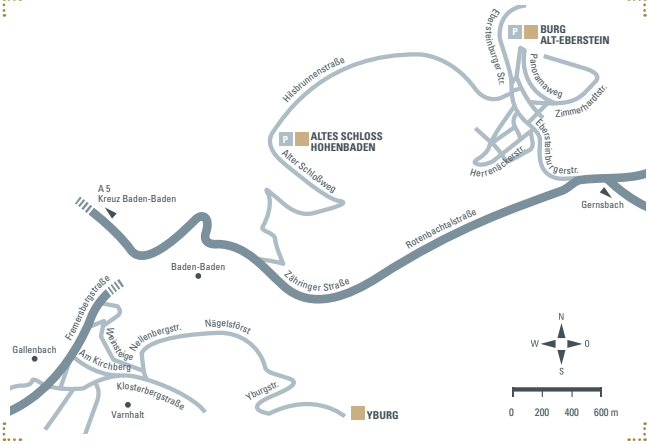 Ebersteinburger Str.
P
BURG
ALT-EBERSTEIN
Panoramaweg
Zimmerhardtstr.
Hilsbrunnenstraße
P
ALTES SCHLOSS
HOHENBADEN
Ebersteinburgerstr.
Herrenäckerstr.
Alter Schloßweg
A 5
Kreuz Baden-Baden
Gernsbach
Rotenbachtalstraße
Baden-Baden
Zähringer Straße
Fremersbergstraße
Weinsteige
Nellenbergstr.
Nägelsförst
Gallenbach
Am Kirchberg
Klosterbergstraße
Yburgstr.
Varnhalt
YBURG
N
W
O
S
0 200 400 600 m